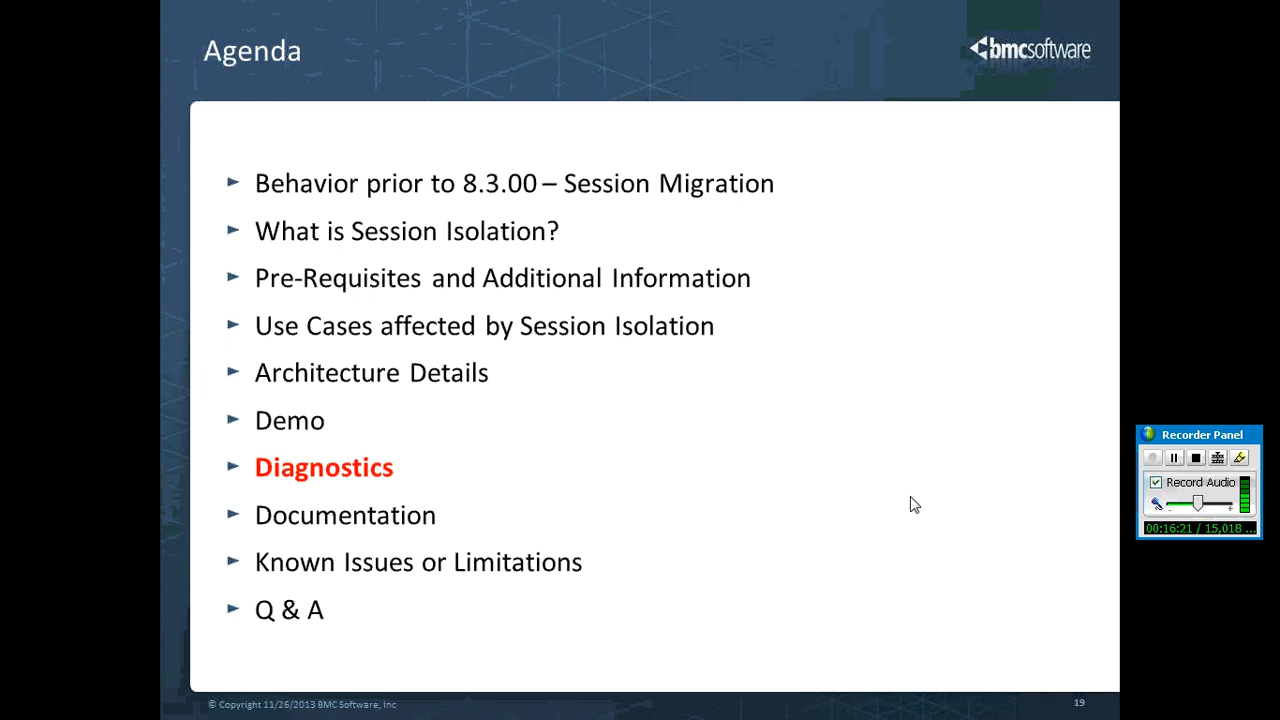 Agenda
bmcsoftware
Behavior prior to 8.3.00 – Session Migration
What is Session Isolation?
Pre-Requisites and Additional Information
Use Cases affected by Session Isolation
Architecture Details
Demo
Diagnostics
Documentation
Known Issues or Limitations
Q & A
Recorder Panel
Record Audio
- +
00:16:21 / 15,018 ...
© Copyright 11/26/2013 BMC Software, Inc
19